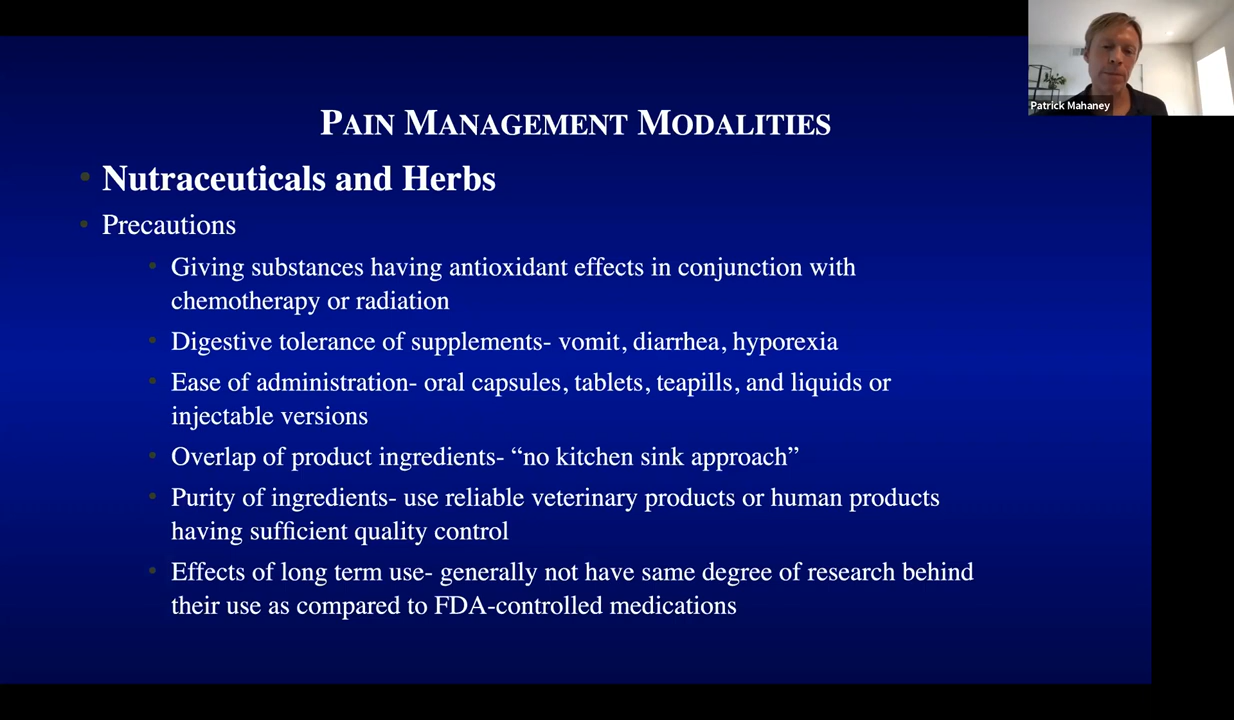 Patrick Mahaney
PAIN MANAGEMENT MODALITIES
• Nutraceuticals and Herbs
• Precautions
• Giving substances having antioxidant effects in conjunction with
chemotherapy or radiation
• Digestive tolerance of supplements- vomit, diarrhea, hyporexia
• Ease of administration- oral capsules, tablets, teapills, and liquids or
injectable versions
• Overlap of product ingredients- “no kitchen sink approach”
• Purity of ingredients- use reliable veterinary products or human products
having sufficient quality control
• Effects of long term use- generally not have same degree of research behind
their use as compared to FDA-controlled medications